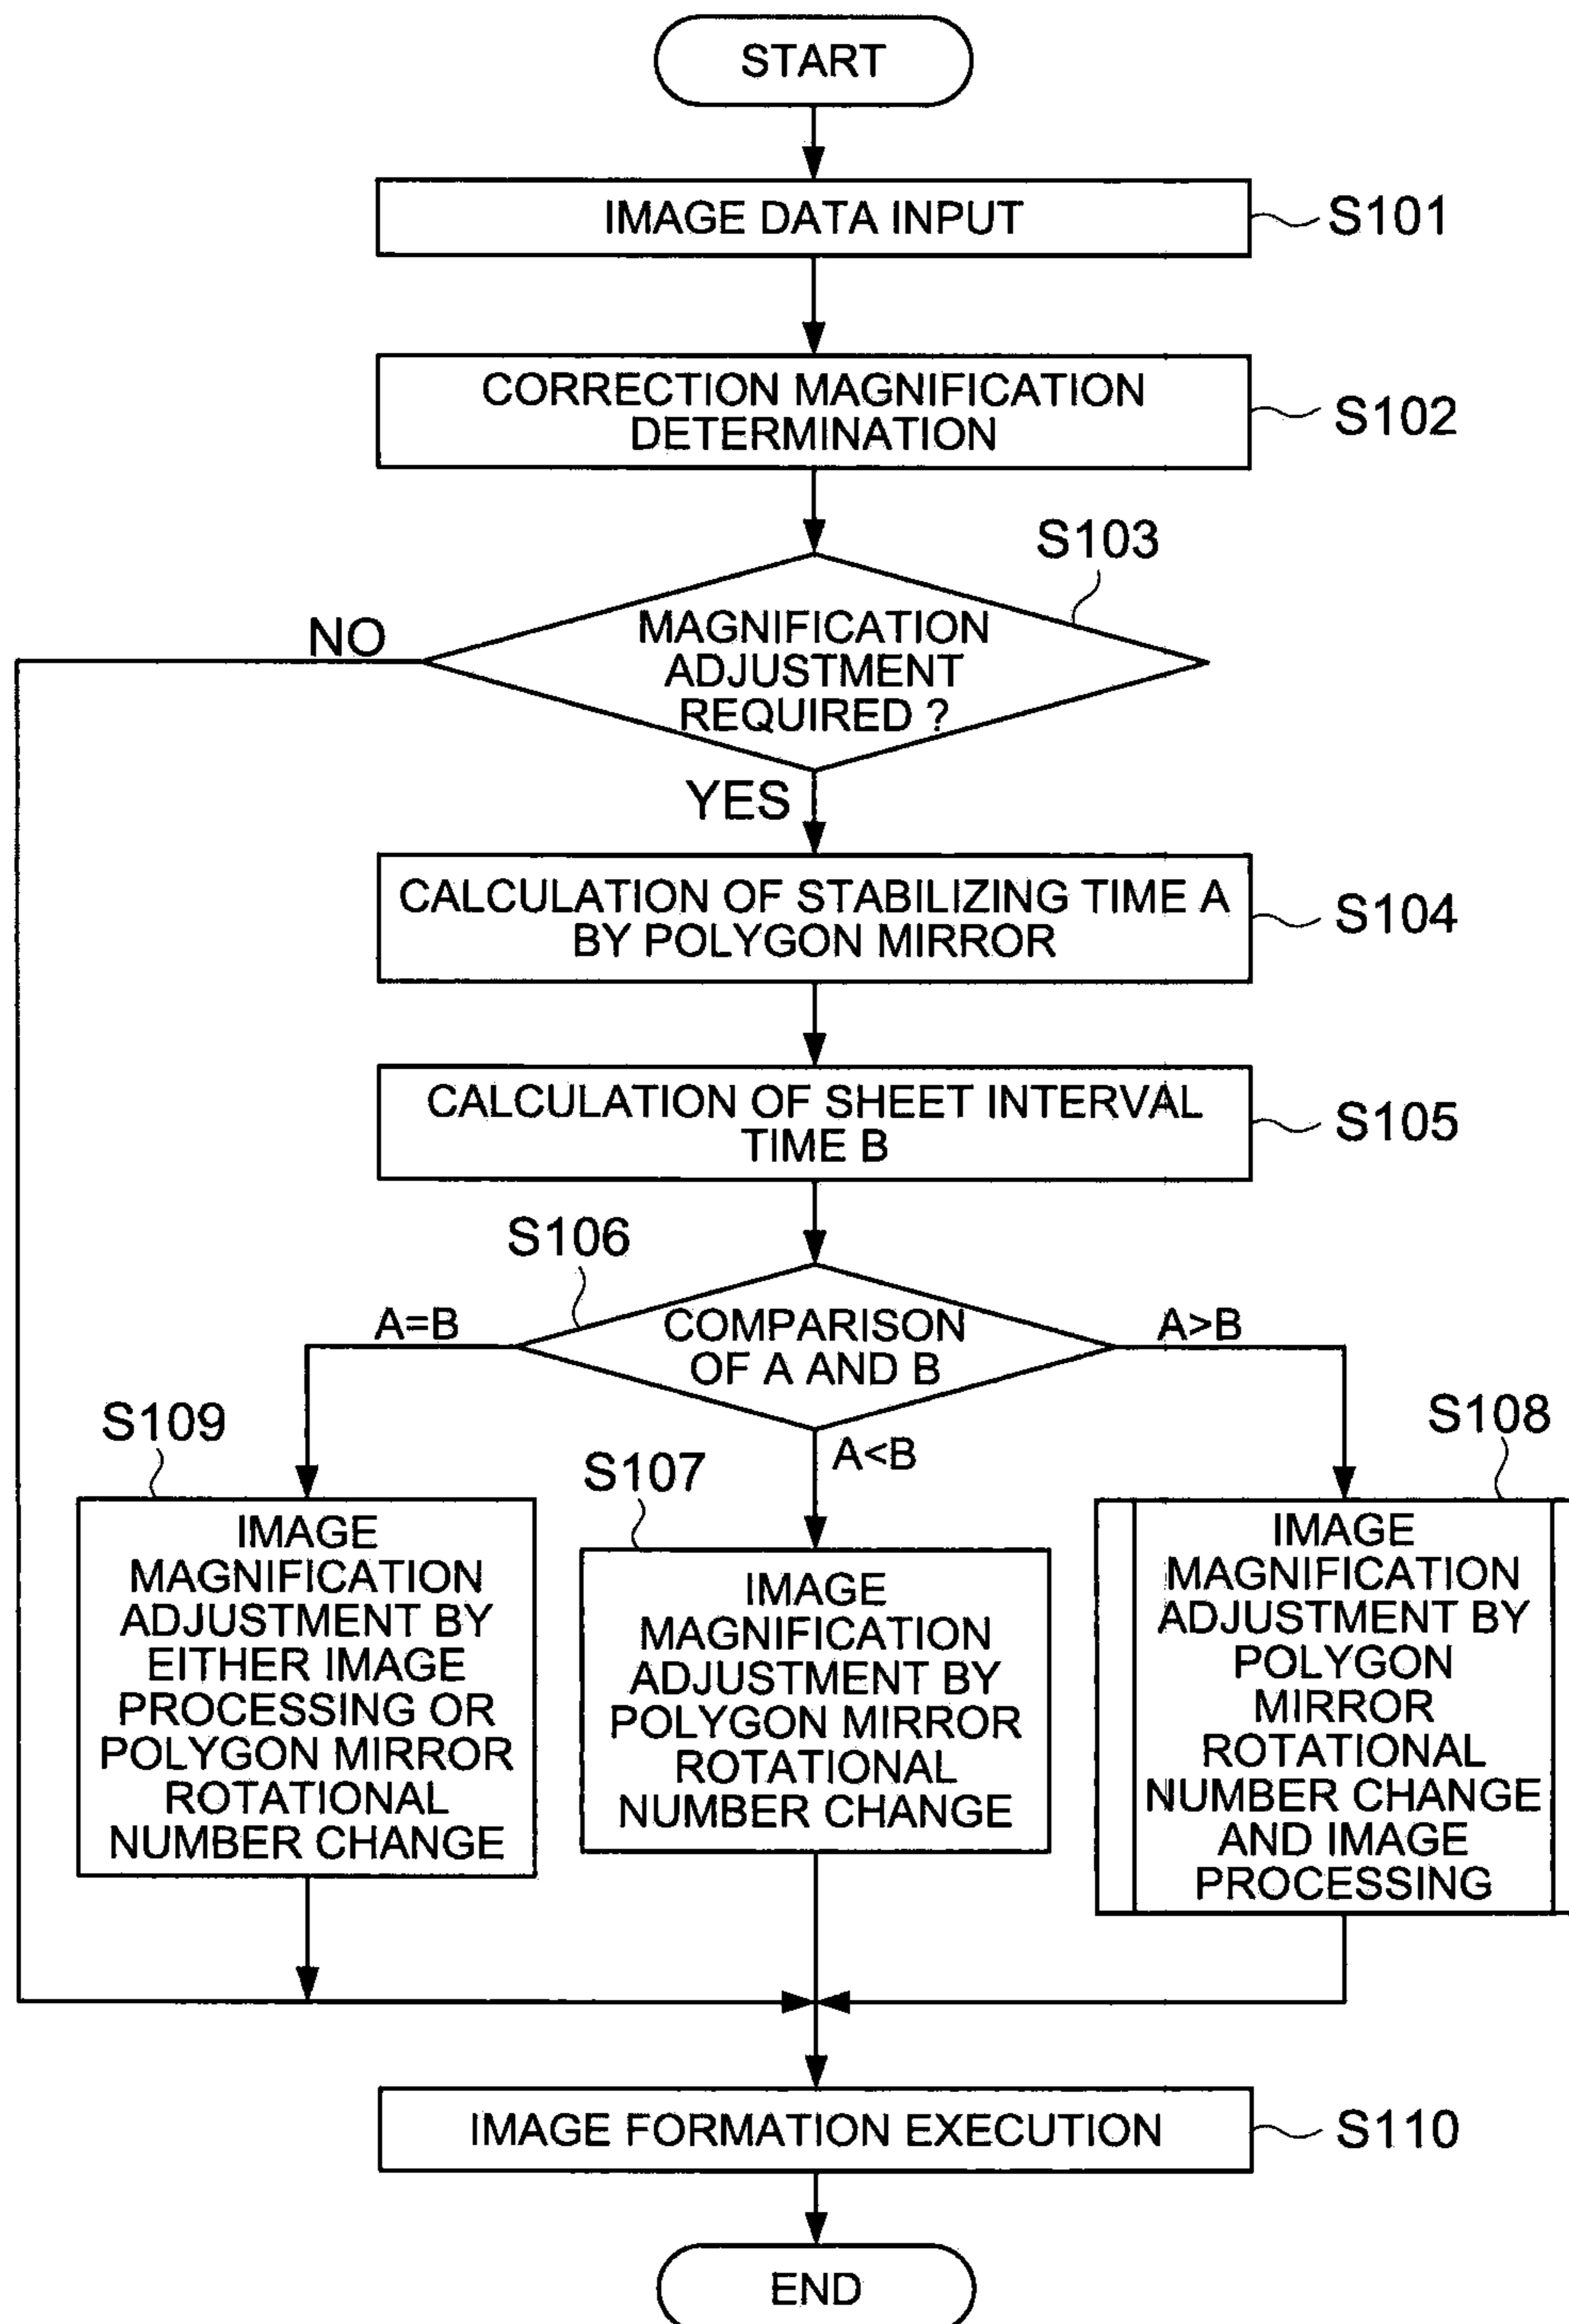 START
IMAGE DATA INPUT
S101
CORRECTION MAGNIFICATION
DETERMINATION
S102
S103
NO
MAGNIFICATION
ADJUSTMENT
REQUIRED ?
YES
CALCULATION OF STABILIZING TIME A
BY POLYGON MIRROR
S104
CALCULATION OF SHEET INTERVAL
TIME B
S105
S106
A=B
COMPARISON
OF A AND B
A>B
A<B
S109
IMAGE
MAGNIFICATION
ADJUSTMENT BY
EITHER IMAGE
PROCESSING OR
POLYGON MIRROR
ROTATIONAL
NUMBER CHANGE
S107
IMAGE
MAGNIFICATION
ADJUSTMENT BY
POLYGON MIRROR
ROTATIONAL
NUMBER CHANGE
S108
IMAGE
MAGNIFICATION
ADJUSTMENT BY
POLYGON
MIRROR
ROTATIONAL
NUMBER CHANGE
AND IMAGE
PROCESSING
IMAGE FORMATION EXECUTION
S110
END